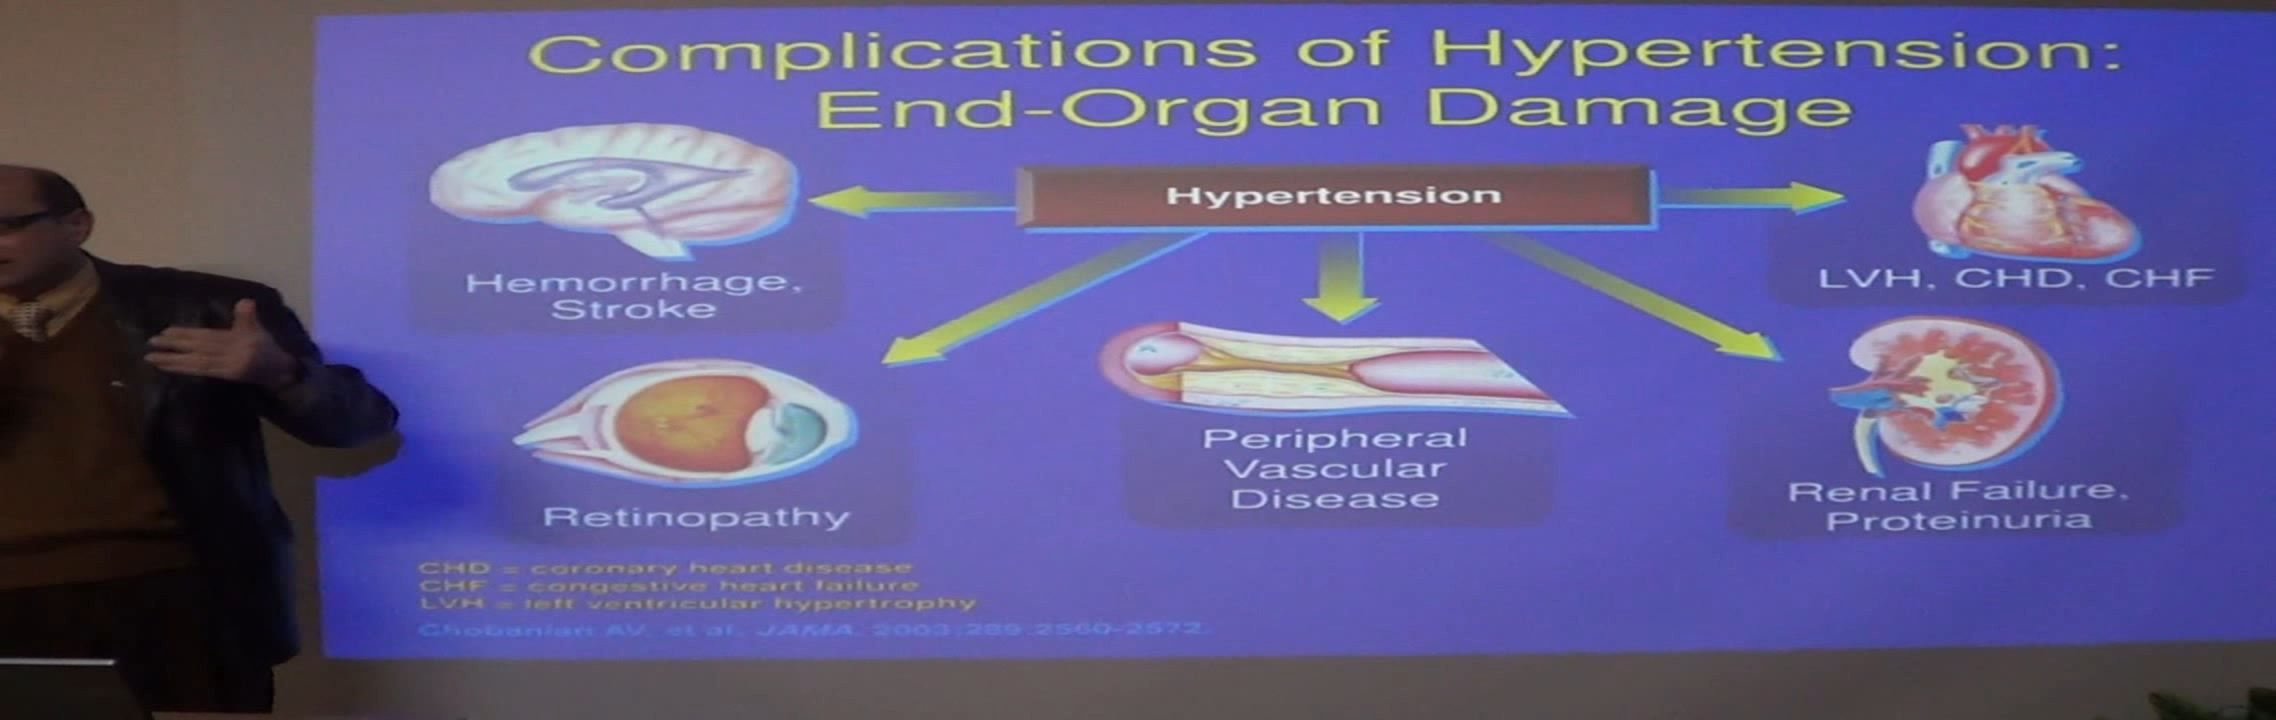 Complications of Hypertension:
End-Organ Damage
Hypertension
Hemorrhage,
Stroke
LVH, CHD, CHF
Retinopathy
Peripheral
Vascular
Disease
Renal Failure,
Proteinuria
CHD = coronary heart disease
CHF = congestive heart failure
LVH = left ventricular hypertrophy
Chobanian AV, et al. JAMA. 2003;289:2560-2572.